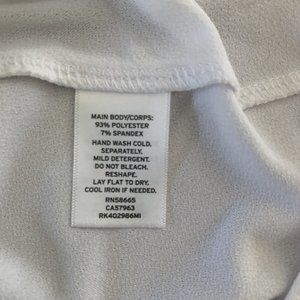 MAIN BODY/CORPS:
93% POLYESTER
7% SPANDEX
HAND WASH COLD.
SEPARATELY.
MILD DETERGENT.
DO NOT BLEACH.
RESHAPE.
LAY FLAT TO DRY.
COOL IRON IF NEEDED.
RN58665
CA57963
RK4O2986MI